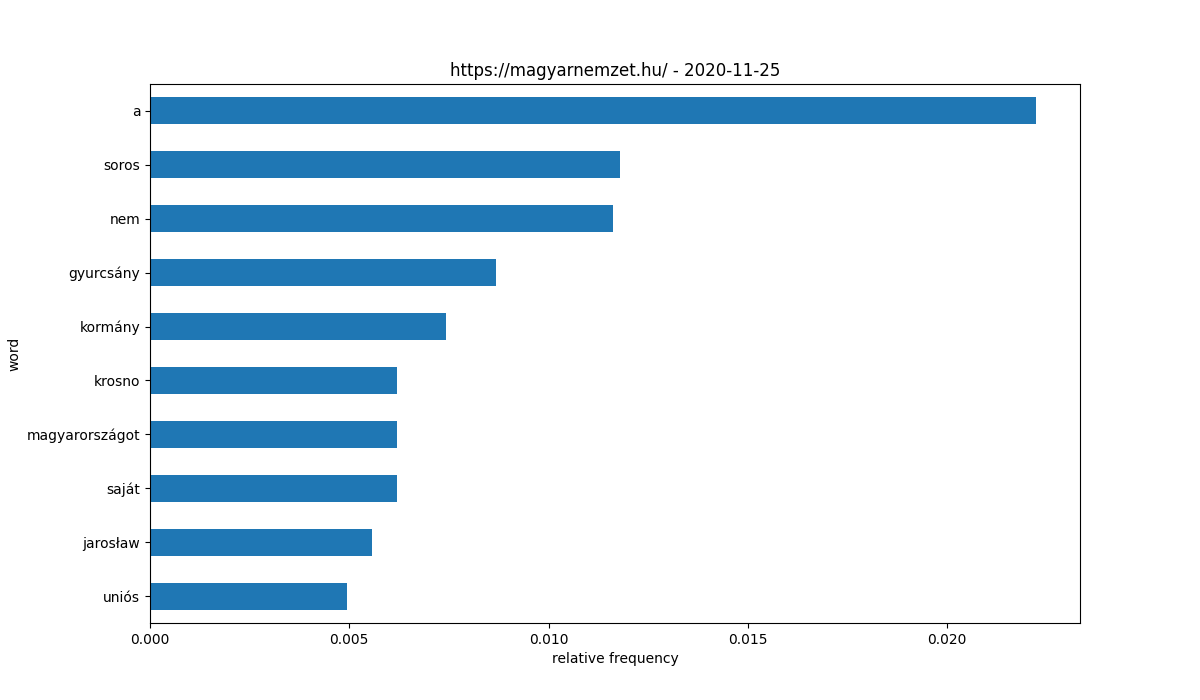 https://magyarnemzet.hu/ - 2020-11-25
a
soros
nem
gyurcsány
kormány
krosno
magyarországot
saját
jarosław
uniós
word
0.000 0.005 0.010 0.015 0.020
relative frequency